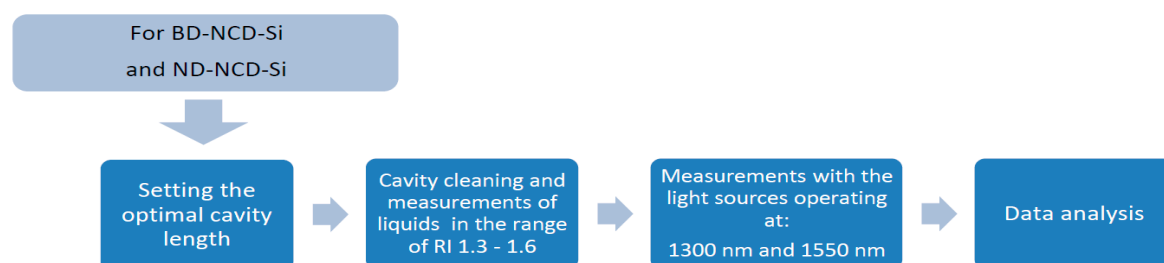 For BD-NCD-Si
and ND-NCD-Si
Setting the
optimal cavity
length
Cavity cleaning and
measurements of
liquids in the range
of RI 1.3 - 1.6
Measurements with the
light sources operating
at:
1300 nm and 1550 nm
Data analysis